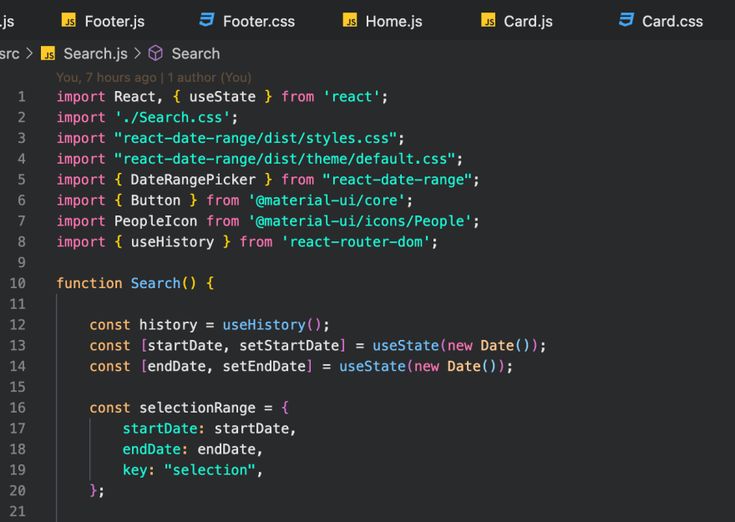 .js Footer.js Footer.css Home.js Card.js Card.css
src > JS Search.js > Search
You, 7 hours ago | 1 author (You)
1 import React, { useState } from 'react';
2 import './Search.css';
3 import "react-date-range/dist/styles.css";
4 import "react-date-range/dist/theme/default.css";
5 import { DateRangePicker } from "react-date-range";
6 import { Button } from '@material-ui/core';
7 import PeopleIcon from '@material-ui/icons/People';
8 import { useHistory } from 'react-router-dom';
9
10 function Search() {
11
12     const history = useHistory();
13     const [startDate, setStartDate] = useState(new Date());
14     const [endDate, setEndDate] = useState(new Date());
15
16     const selectionRange = {
17         startDate: startDate,
18         endDate: endDate,
19         key: "selection",
20     };
21